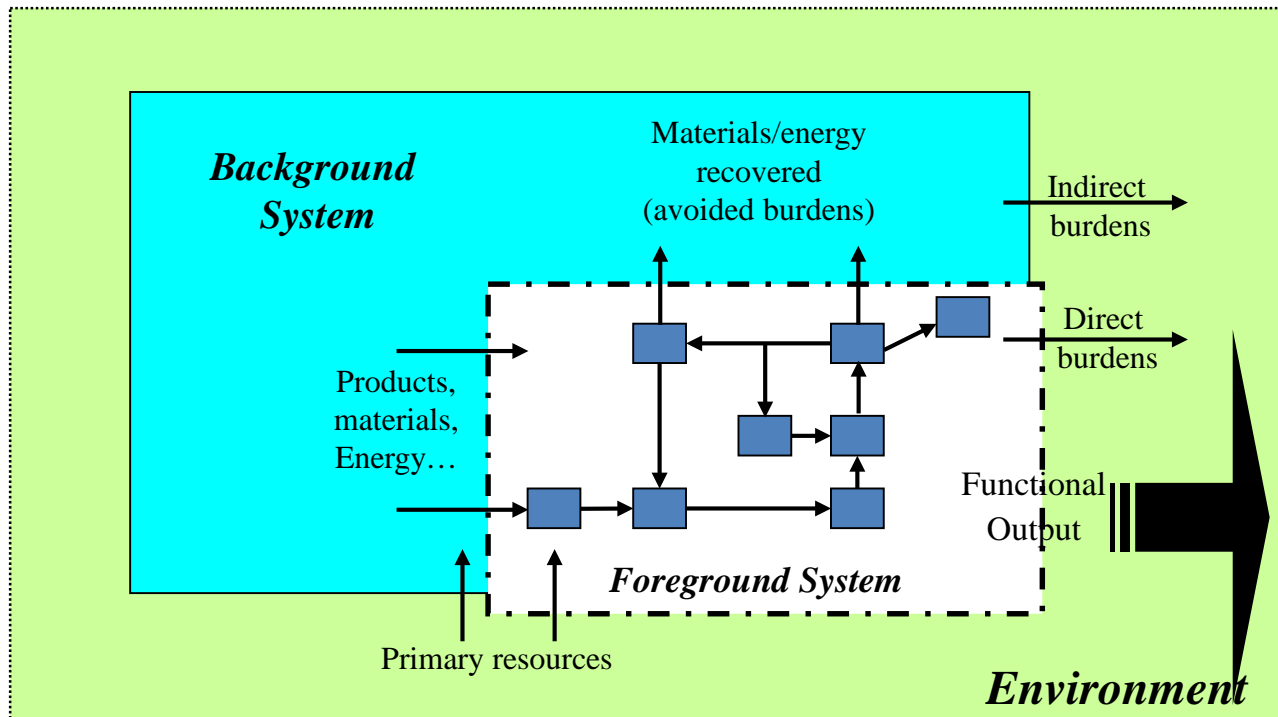 Background
System
Materials/energy
recovered
(avoided burdens)
Indirect
burdens
Direct
burdens
Products,
materials,
Energy…
Functional
Output
Foreground System
Primary resources
Environment